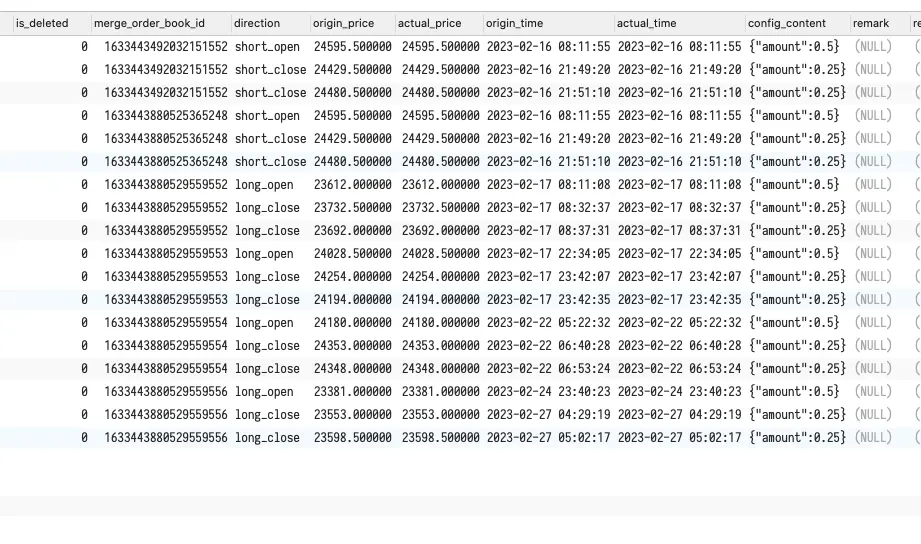 is_deleted merge_order_book_id direction origin_price actual_price origin_time actual_time config_content remark re
0 1633443492032151552 short_open 24595.500000 24595.500000 2023-02-16 08:11:55 2023-02-16 08:11:55 {"amount":0.5} (NULL) (
0 1633443492032151552 short_close 24429.500000 24429.500000 2023-02-16 21:49:20 2023-02-16 21:49:20 {"amount":0.25} (NULL) (
0 1633443492032151552 short_close 24480.500000 24480.500000 2023-02-16 21:51:10 2023-02-16 21:51:10 {"amount":0.25} (NULL) (
0 1633443880525365248 short_open 24595.500000 24595.500000 2023-02-16 08:11:55 2023-02-16 08:11:55 {"amount":0.5} (NULL) (
0 1633443880525365248 short_close 24429.500000 24429.500000 2023-02-16 21:49:20 2023-02-16 21:49:20 {"amount":0.25} (NULL) (
0 1633443880525365248 short_close 24480.500000 24480.500000 2023-02-16 21:51:10 2023-02-16 21:51:10 {"amount":0.25} (NULL) (
0 1633443880529559552 long_open 23612.000000 23612.000000 2023-02-17 08:11:08 2023-02-17 08:11:08 {"amount":0.5} (NULL) (
0 1633443880529559552 long_close 23732.500000 23732.500000 2023-02-17 08:32:37 2023-02-17 08:32:37 {"amount":0.25} (NULL) (
0 1633443880529559552 long_close 23692.000000 23692.000000 2023-02-17 08:37:31 2023-02-17 08:37:31 {"amount":0.25} (NULL) (
0 1633443880529559553 long_open 24028.500000 24028.500000 2023-02-17 22:34:05 2023-02-17 22:34:05 {"amount":0.5} (NULL) (
0 1633443880529559553 long_close 24254.000000 24254.000000 2023-02-17 23:42:07 2023-02-17 23:42:07 {"amount":0.25} (NULL) (
0 1633443880529559553 long_close 24194.000000 24194.000000 2023-02-17 23:42:35 2023-02-17 23:42:35 {"amount":0.25} (NULL) (
0 1633443880529559554 long_open 24180.000000 24180.000000 2023-02-22 05:22:32 2023-02-22 05:22:32 {"amount":0.5} (NULL) (
0 1633443880529559554 long_close 24353.000000 24353.000000 2023-02-22 06:40:28 2023-02-22 06:40:28 {"amount":0.25} (NULL) (
0 1633443880529559554 long_close 24348.000000 24348.000000 2023-02-22 06:53:24 2023-02-22 06:53:24 {"amount":0.25} (NULL) (
0 1633443880529559556 long_open 23381.000000 23381.000000 2023-02-24 23:40:23 2023-02-24 23:40:23 {"amount":0.5} (NULL) (
0 1633443880529559556 long_close 23553.000000 23553.000000 2023-02-27 04:29:19 2023-02-27 04:29:19 {"amount":0.25} (NULL) (
0 1633443880529559556 long_close 23598.500000 23598.500000 2023-02-27 05:02:17 2023-02-27 05:02:17 {"amount":0.25} (NULL) (